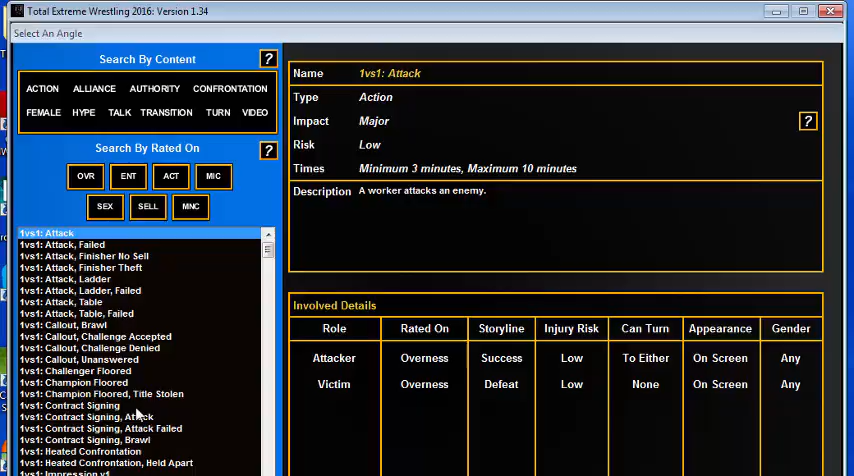 Total Extreme Wrestling 2016: Version 1.34
Select An Angle
Search By Content
?
ACTION ALLIANCE AUTHORITY CONFRONTATION
FEMALE HYPE TALK TRANSITION TURN VIDEO
Search By Rated On
?
OVR ENT ACT MIC
SEX SELL MNC
1vs1: Attack
1vs1: Attack, Failed
1vs1: Attack, Finisher No Sell
1vs1: Attack, Finisher Theft
1vs1: Attack, Ladder
1vs1: Attack, Ladder, Failed
1vs1: Attack, Table
1vs1: Attack, Table, Failed
1vs1: Callout, Brawl
1vs1: Callout, Challenge Accepted
1vs1: Callout, Challenge Denied
1vs1: Callout, Unanswered
1vs1: Challenger Floored
1vs1: Champion Floored
1vs1: Champion Floored, Title Stolen
1vs1: Contract Signing
1vs1: Contract Signing, Attack
1vs1: Contract Signing, Attack Failed
1vs1: Contract Signing, Brawl
1vs1: Heated Confrontation
1vs1: Heated Confrontation, Held Apart
1vs1: Impression v1
Name 1vs1: Attack
Type Action
Impact Major
?
Risk Low
Times Minimum 3 minutes, Maximum 10 minutes
Description A worker attacks an enemy.
Involved Details
Role Rated On Storyline Injury Risk Can Turn Appearance Gender
Attacker Overness Success Low To Either On Screen Any
Victim Overness Defeat Low None On Screen Any